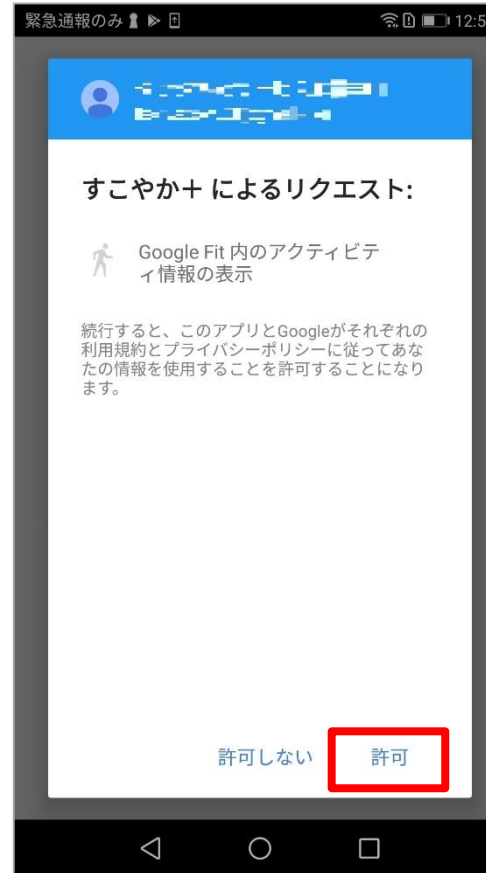 緊急通報のみ 12:5
すこやか＋ によるリクエスト:
Google Fit 内のアクティビテ
ィ情報の表示
続行すると、このアプリとGoogleがそれぞれの
利用規約とプライバシーポリシーに従ってあな
たの情報を使用することを許可することになり
ます。
許可しない 許可